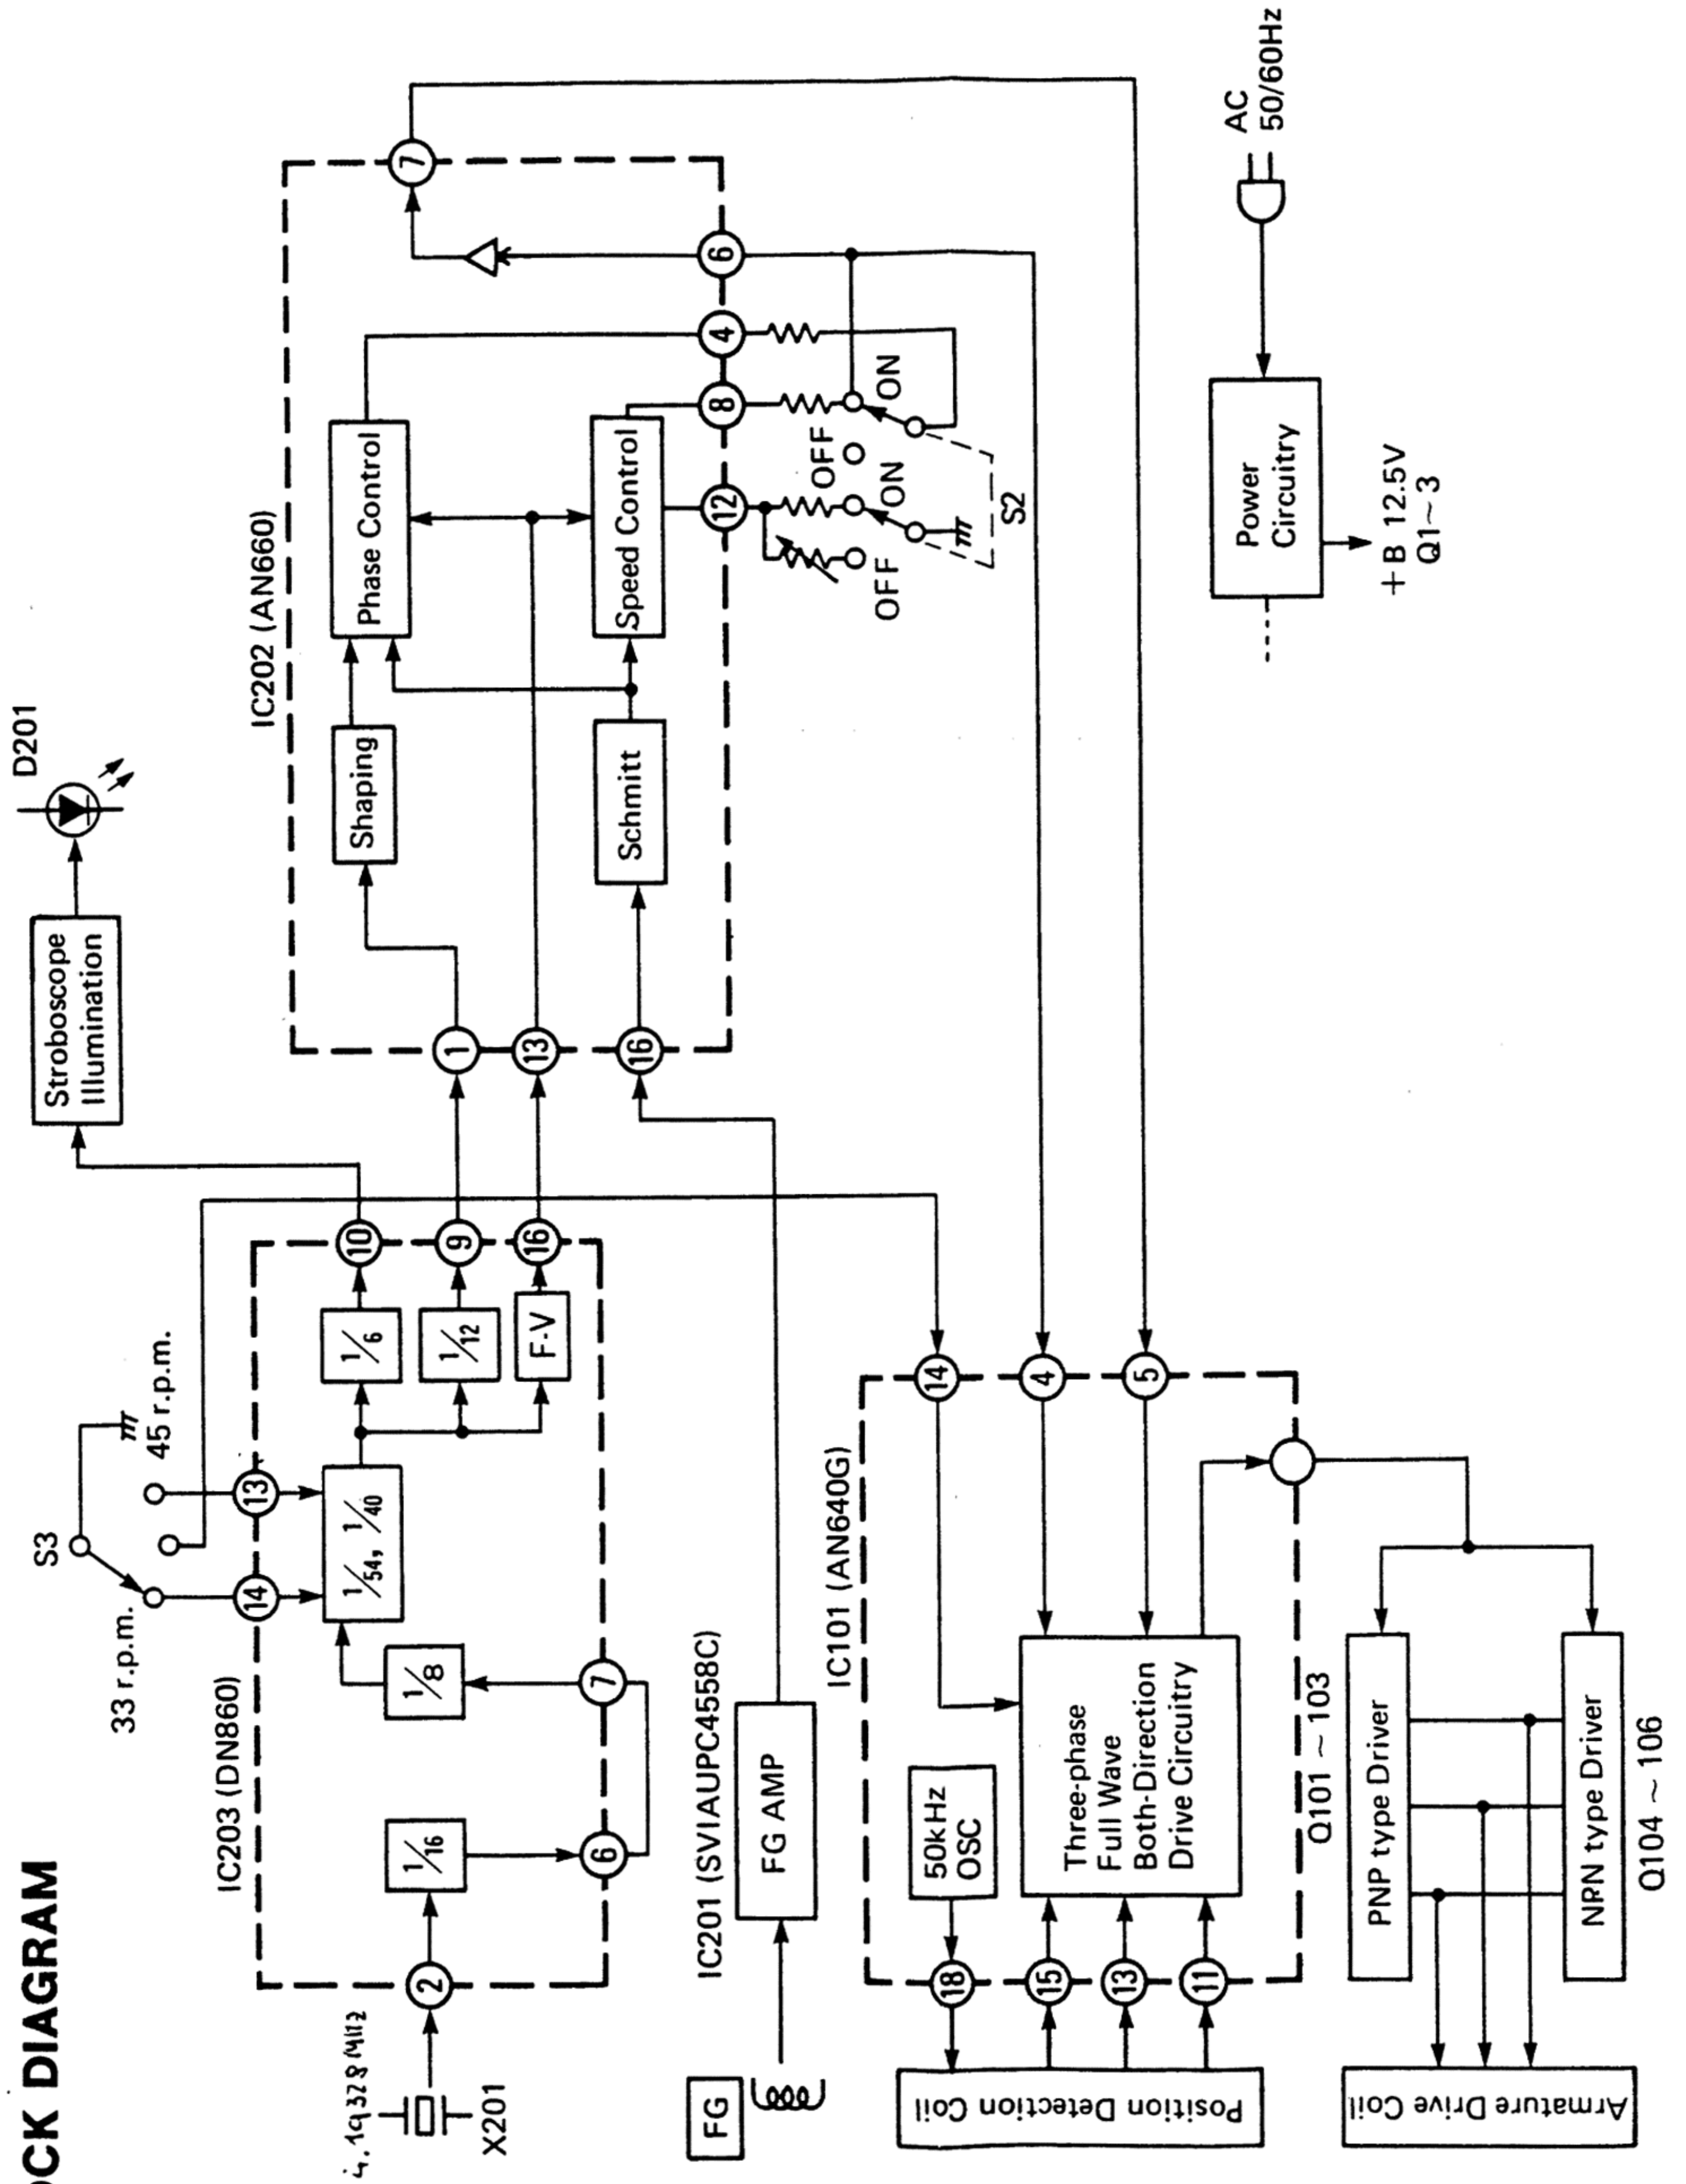 OCK DIAGRAM
D201
Stroboscope
Illumination
S3
33 r.p.m.
45 r.p.m.
IC203 (DN860)
14
13
1/54, 1/40
1/6
10
1/12
9
F-V
16
1/8
7
1/16
6
2
X201
IC202 (AN660)
1
13
16
Shaping
Schmitt
Phase Control
Speed Control
7
6
4
8
12
OFF
ON
OFF
ON
S2
FG
IC201 (SVIAUPC4558C)
FG AMP
IC101 (AN640G)
14
4
5
50kHz
OSC
Three-phase
Full Wave
Both-Direction
Drive Circuitry
18
15
13
11
Position Detection Coil
Q101 ~ 103
PNP type Driver
NRN type Driver
Q104 ~ 106
Armature Drive Coil
AC
50/60Hz
Power
Circuitry
+B 12.5V
Q1~3